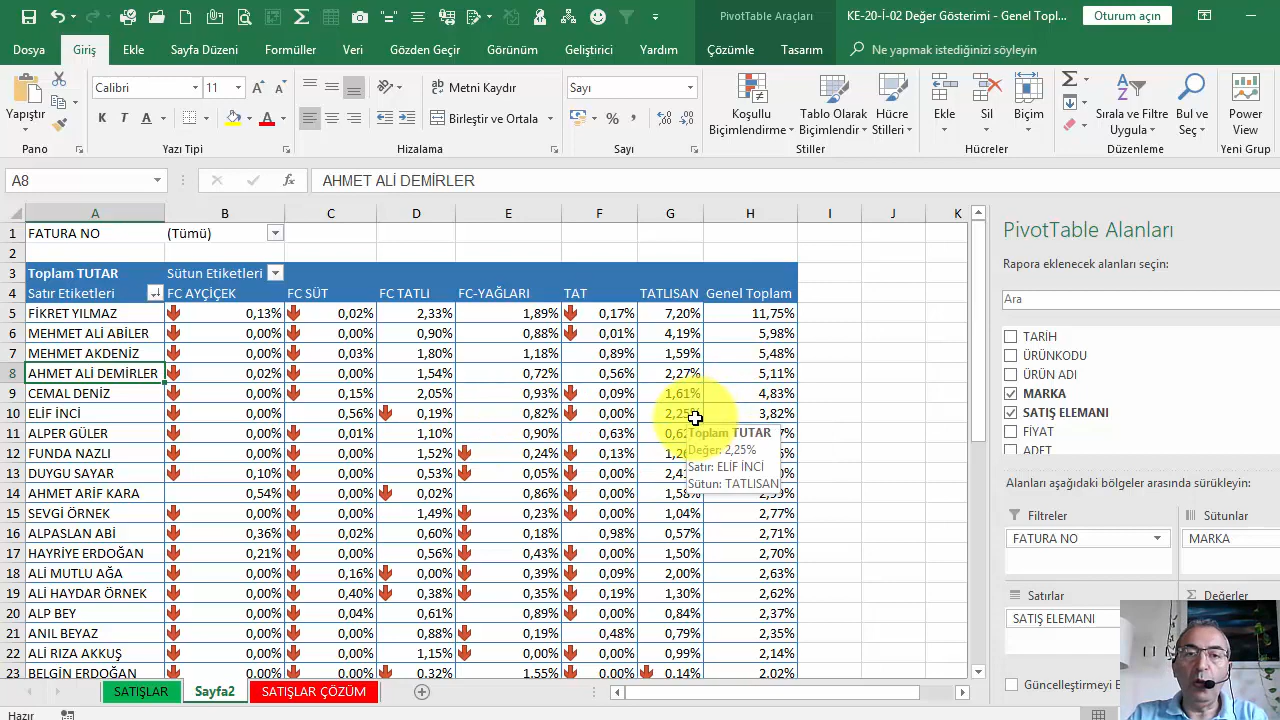 PivotTable Araçları
KE-20-İ-02 Değer Gösterimi - Genel Topl...
Oturum açın
Dosya Giriş Ekle Sayfa Düzeni Formüller Veri Gözden Geçir Görünüm Geliştirici Yardım Çözümle Tasarım Ne yapmak istediğinizi söyleyin
Yapıştır
Calibri 11
K T A
Metni Kaydır
Birleştir ve Ortala
Sayı
Koşullu Biçimlendirme
Tablo Olarak Biçimlendir
Hücre Stilleri
Ekle Sil Biçim
Sırala ve Filtre Uygula
Bul ve Seç
Power View
Pano Yazı Tipi Hizalama Sayı Stiller Hücreler Düzenleme Yeni Grup
A8 fx AHMET ALİ DEMİRLER
A B C D E F G H I J K
1 FATURA NO (Tümü)
2
3 Toplam TUTAR Sütun Etiketleri
4 Satır Etiketleri FC AYÇİÇEK FC SÜT FC TATLI FC-YAĞLARI TAT TATLISAN Genel Toplam
5 FİKRET YILMAZ 0,13% 0,02% 2,33% 1,89% 0,17% 7,20% 11,75%
6 MEHMET ALİ ABİLER 0,00% 0,00% 0,90% 0,88% 0,01% 4,19% 5,98%
7 MEHMET AKDENİZ 0,00% 0,03% 1,80% 1,18% 0,89% 1,59% 5,48%
8 AHMET ALİ DEMİRLER 0,02% 0,00% 1,54% 0,72% 0,56% 2,27% 5,11%
9 CEMAL DENİZ 0,00% 0,15% 2,05% 0,93% 0,09% 1,61% 4,83%
10 ELİF İNCİ 0,00% 0,56% 0,19% 0,82% 0,00% 2,25% 3,82%
11 ALPER GÜLER 0,00% 0,01% 1,10% 0,90% 0,63%
12 FUNDA NAZLI 0,00% 0,00% 1,52% 0,24% 0,13%
13 DUYGU SAYAR 0,10% 0,00% 0,53% 0,05% 0,00%
14 AHMET ARİF KARA 0,54% 0,00% 0,02% 0,86% 0,00% 1,58%
15 SEVGİ ÖRNEK 0,00% 0,00% 1,49% 0,23% 0,00% 1,04% 2,77%
16 ALPASLAN ABİ 0,36% 0,02% 0,60% 0,18% 0,98% 0,57% 2,71%
17 HAYRİYE ERDOĞAN 0,21% 0,00% 0,56% 0,43% 0,00% 1,50% 2,70%
18 ALİ MUTLU AĞA 0,00% 0,16% 0,00% 0,39% 0,09% 2,00% 2,63%
19 ALİ HAYDAR ÖRNEK 0,00% 0,40% 0,38% 0,35% 0,19% 1,30% 2,62%
20 ALP BEY 0,00% 0,04% 0,61% 0,89% 0,00% 0,84% 2,37%
21 ANIL BEYAZ 0,00% 0,00% 0,88% 0,19% 0,48% 0,79% 2,35%
22 ALİ RIZA AKKUŞ 0,00% 0,00% 1,15% 0,00% 0,00% 0,99% 2,14%
23 BELGİN ERDOĞAN 0,00% 0,00% 0,32% 1,55% 0,00% 0,14% 2,02%
Toplam TUTAR
Değer: 2,25%
Satır: ELİF İNCİ
Sütun: TATLISAN
PivotTable Alanları
Rapora eklenecek alanları seçin:
Ara
TARİH
ÜRÜNKODU
ÜRÜN ADI
MARKA
SATIŞ ELEMANI
FİYAT
ADET
Alanları aşağıdaki bölgeler arasında sürükleyin:
Filtreler Sütunlar
FATURA NO MARKA
Satırlar Σ Değerler
SATIŞ ELEMANI
Güncelleştirmeyi E
SATIŞLAR Sayfa2 SATIŞLAR ÇÖZÜM
Hazır